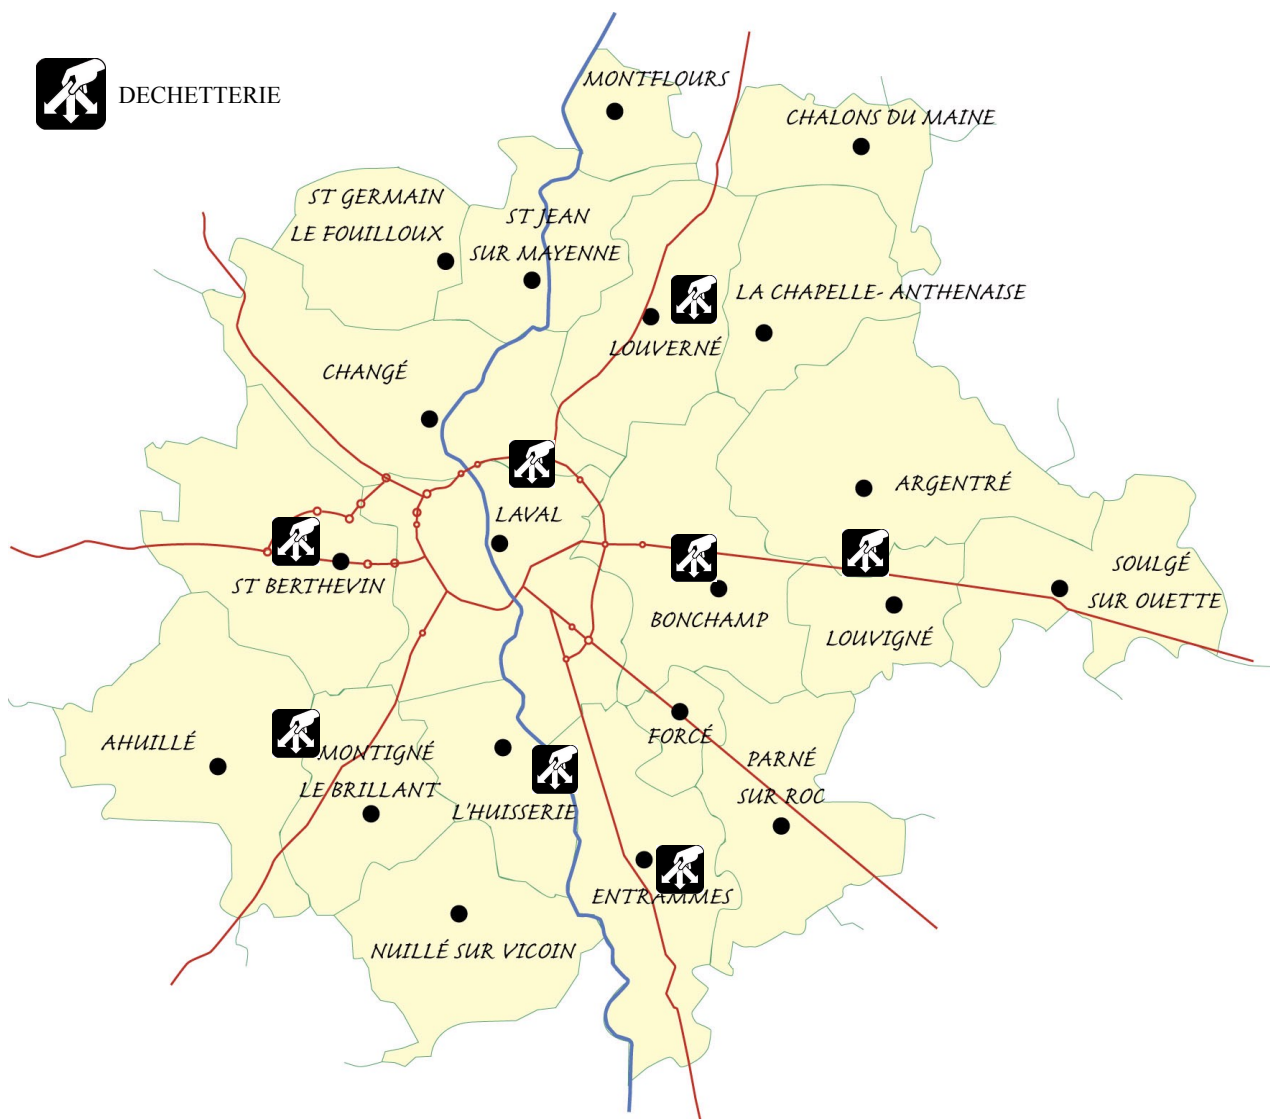 DECHETTERIE
MONTFLOURS
CHALONS DU MAINE
ST GERMAIN
LE FOUILLOUX
ST JEAN
SUR MAYENNE
LA CHAPELLE- ANTHENAISE
LOUVERNÉ
CHANGÉ
ARGENTRÉ
LAVAL
ST BERTHEVIN
SOULGÉ
SUR OUETTE
BONCHAMP
LOUVIGNÉ
AHUILLÉ
MONTIGNÉ
LE BRILLANT
FORCÉ
PARNÉ
SUR ROC
L'HUISSERIE
ENTRAMMES
NUILLÉ SUR VICOIN